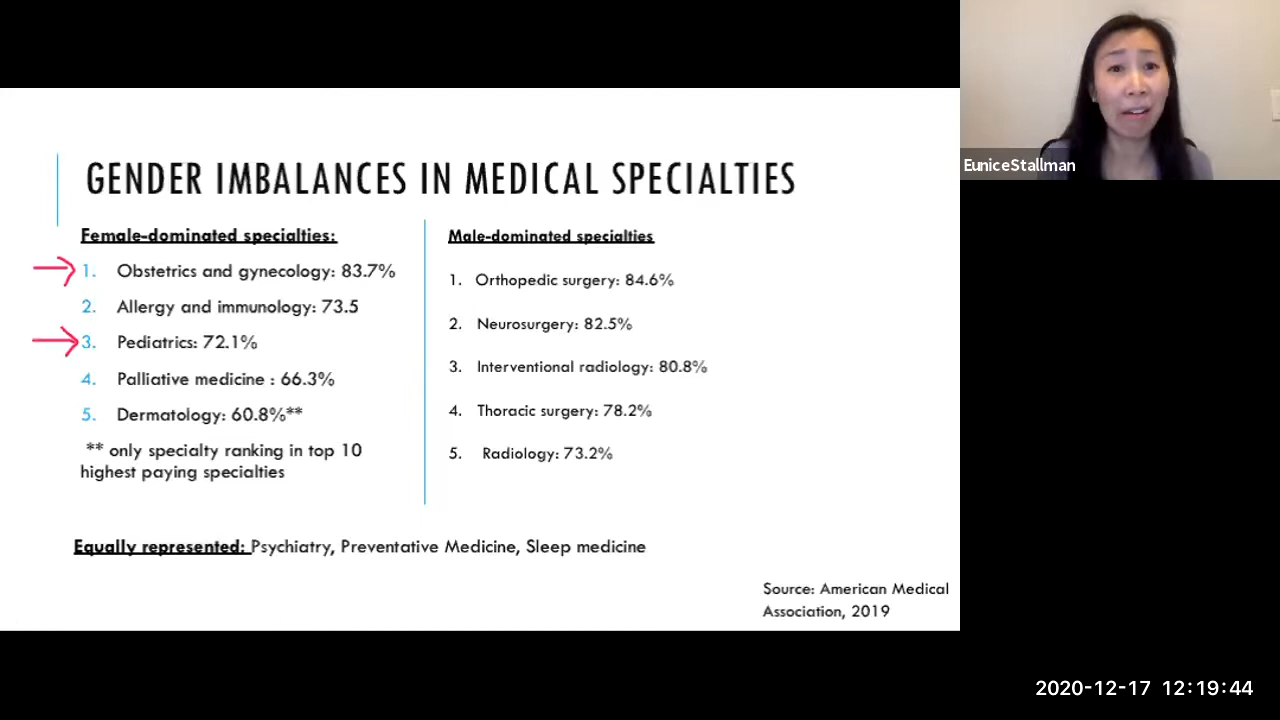 EuniceStallman
GENDER IMBALANCES IN MEDICAL SPECIALTIES
Female-dominated specialties:
1. Obstetrics and gynecology: 83.7%
2. Allergy and immunology: 73.5
3. Pediatrics: 72.1%
4. Palliative medicine : 66.3%
5. Dermatology: 60.8%**
** only specialty ranking in top 10
highest paying specialties
Male-dominated specialties
1. Orthopedic surgery: 84.6%
2. Neurosurgery: 82.5%
3. Interventional radiology: 80.8%
4. Thoracic surgery: 78.2%
5. Radiology: 73.2%
Equally represented: Psychiatry, Preventative Medicine, Sleep medicine
Source: American Medical
Association, 2019
2020-12-17 12:19:44